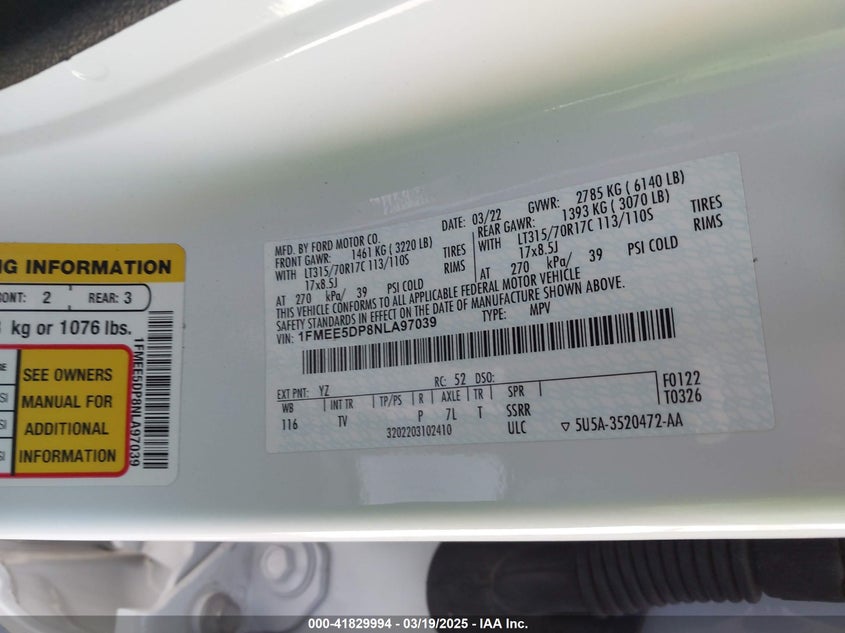 NG INFORMATION
ONT: 2 REAR: 3
kg or 1076 lbs.
SEE OWNERS
MANUAL FOR
ADDITIONAL
INFORMATION
1FMEE5DP8NLA97039
MFD. BY FORD MOTOR CO.
DATE: 03/22 GVWR: 2785 KG ( 6140 LB)
FRONT GAWR: 1461 KG ( 3220 LB) REAR GAWR: 1393 KG ( 3070 LB)
WITH LT315/70R17C 113/110S TIRES WITH LT315/70R17C 113/110S TIRES
17x8.5J RIMS 17x8.5J RIMS
AT 270 kPa/ 39 PSI COLD AT 270 kPa/ 39 PSI COLD
THIS VEHICLE CONFORMS TO ALL APPLICABLE FEDERAL MOTOR VEHICLE
SAFETY STANDARDS IN EFFECT ON THE DATE OF MANUFACTURE SHOWN ABOVE.
VIN: 1FMEE5DP8NLA97039 TYPE: MPV
EXT PNT: YZ RC: 52 DSO:
WB INT TR TP/PS R AXLE TR SPR F0122
116 TV P 7L T SSRR T0326
3202203102410 ULC ▽ 5U5A-3520472-AA
000-41829994 - 03/19/2025 - IAA Inc.